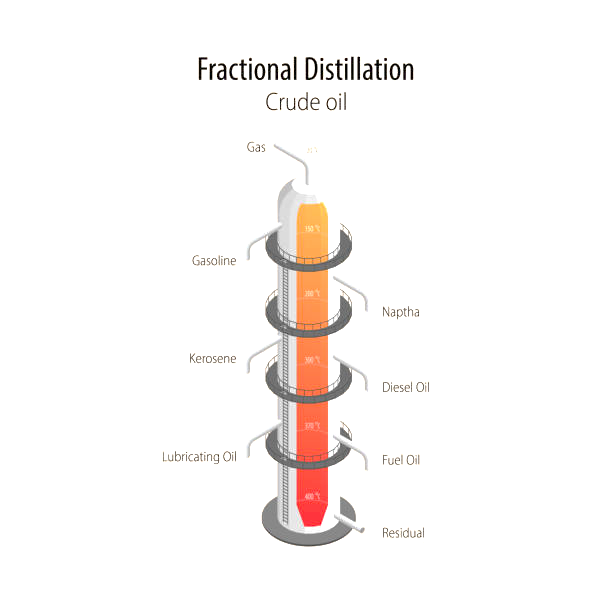 Fractional Distillation
Crude oil
Gas
150 °C
Gasoline
200 °C
Naptha
Kerosene
300 °C
Diesel Oil
370 °C
Lubricating Oil
Fuel Oil
400 °C
Residual